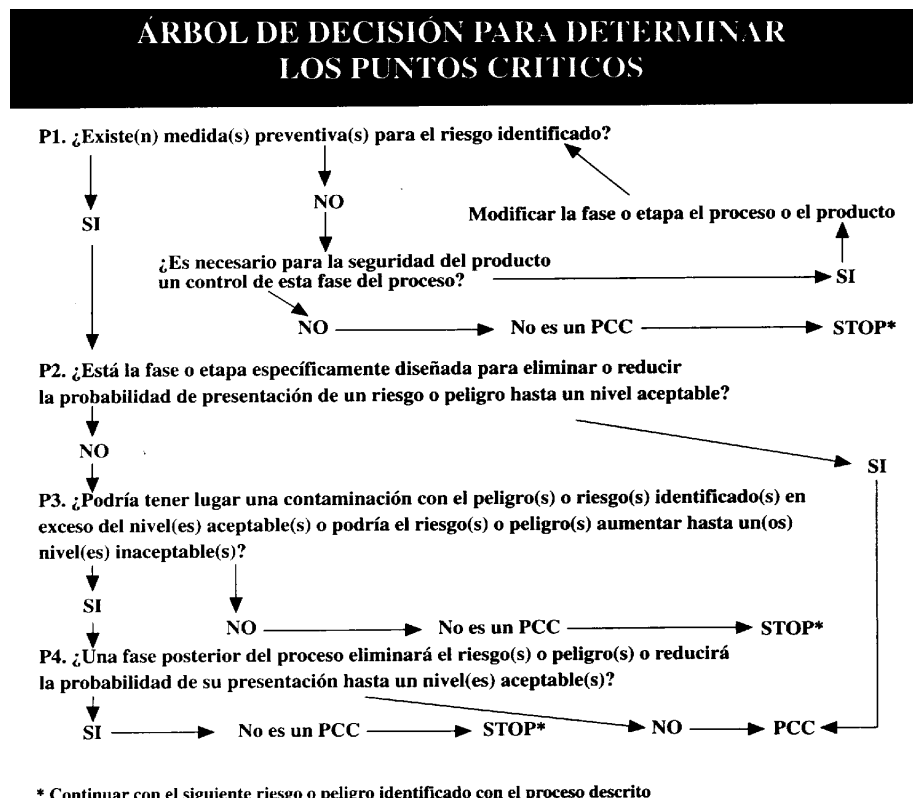 ÁRBOL DE DECISIÓN PARA DETERMINAR
LOS PUNTOS CRITICOS
P1. ¿Existe(n) medida(s) preventiva(s) para el riesgo identificado?
NO
SI
Modificar la fase o etapa el proceso o el producto
¿Es necesario para la seguridad del producto
un control de esta fase del proceso?
SI
NO
No es un PCC
STOP*
P2. ¿Está la fase o etapa específicamente diseñada para eliminar o reducir
la probabilidad de presentación de un riesgo o peligro hasta un nivel aceptable?
NO
SI
P3. ¿Podría tener lugar una contaminación con el peligro(s) o riesgo(s) identificado(s) en
exceso del nivel(es) aceptable(s) o podría el riesgo(s) o peligro(s) aumentar hasta un(os)
nivel(es) inaceptable(s)?
SI
NO
No es un PCC
STOP*
P4. ¿Una fase posterior del proceso eliminará el riesgo(s) o peligro(s) o reducirá
la probabilidad de su presentación hasta un nivel(es) aceptable(s)?
SI
No es un PCC
STOP*
NO
PCC
* Continuar con el siguiente riesgo o peligro identificado con el proceso descrito